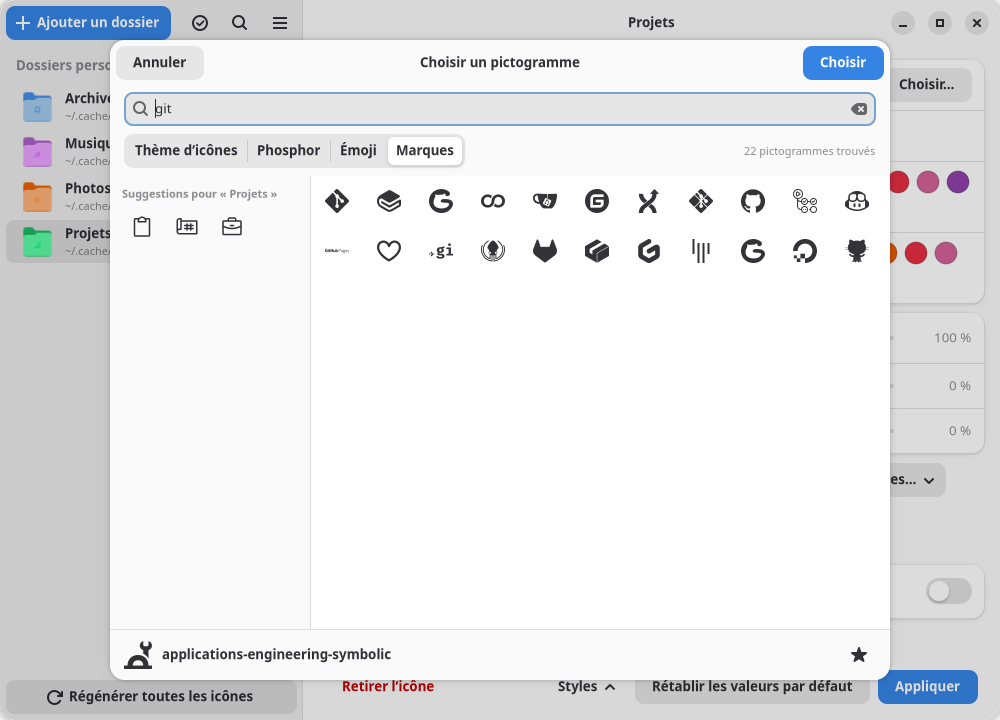 Ajouter un dossier
Projets
Dossiers perso
Archive
~/.cache/
Musiqu
~/.cache/
Photos
~/.cache/
Projets
~/.cache/
Annuler
Choisir un pictogramme
Choisir
Choisir...
git
Thème d’icônes
Phosphor
Émoji
Marques
22 pictogrammes trouvés
Suggestions pour « Projets »
.gi
100 %
0 %
0 %
es...
applications-engineering-symbolic
Régénérer toutes les icônes
Retirer l’icône
Styles
Rétablir les valeurs par défaut
Appliquer